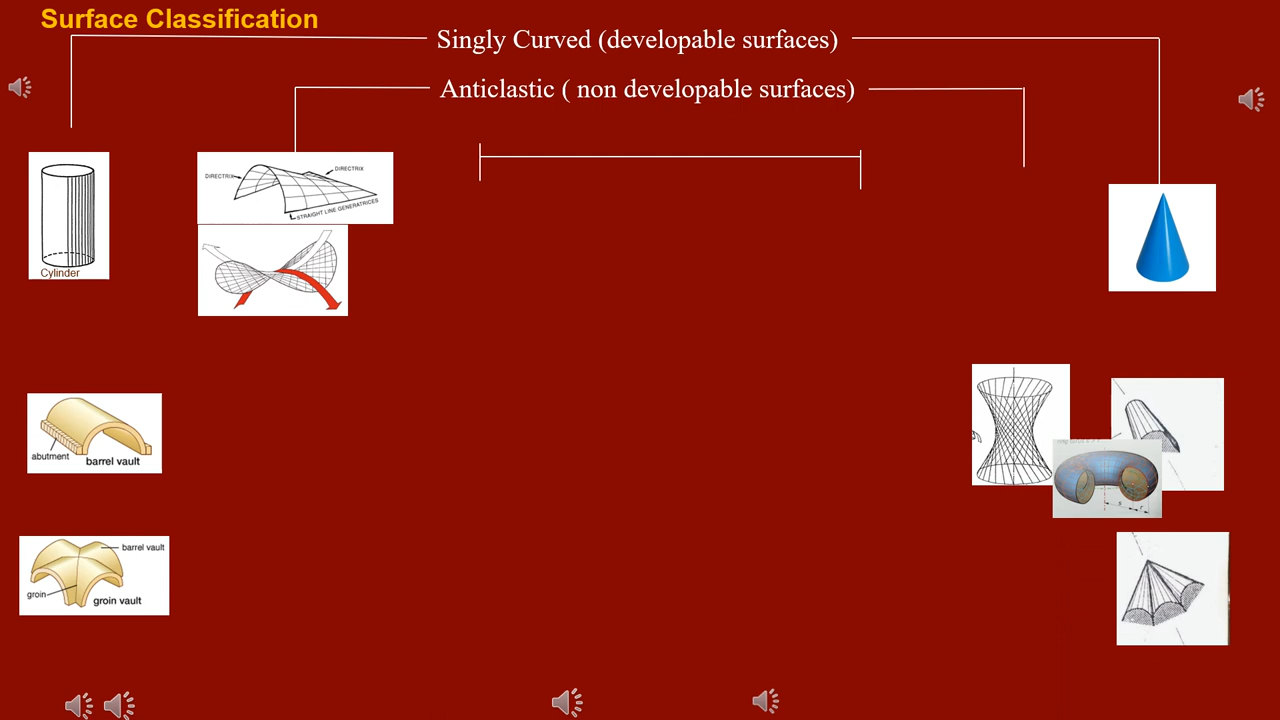 Surface Classification
Singly Curved (developable surfaces)
Anticlastic ( non developable surfaces)
DIRECTRIX
DIRECTRIX
STRAIGHT LINE GENERATRICES
Cylinder
abutment
barrel vault
barrel vault
groin
groin vault